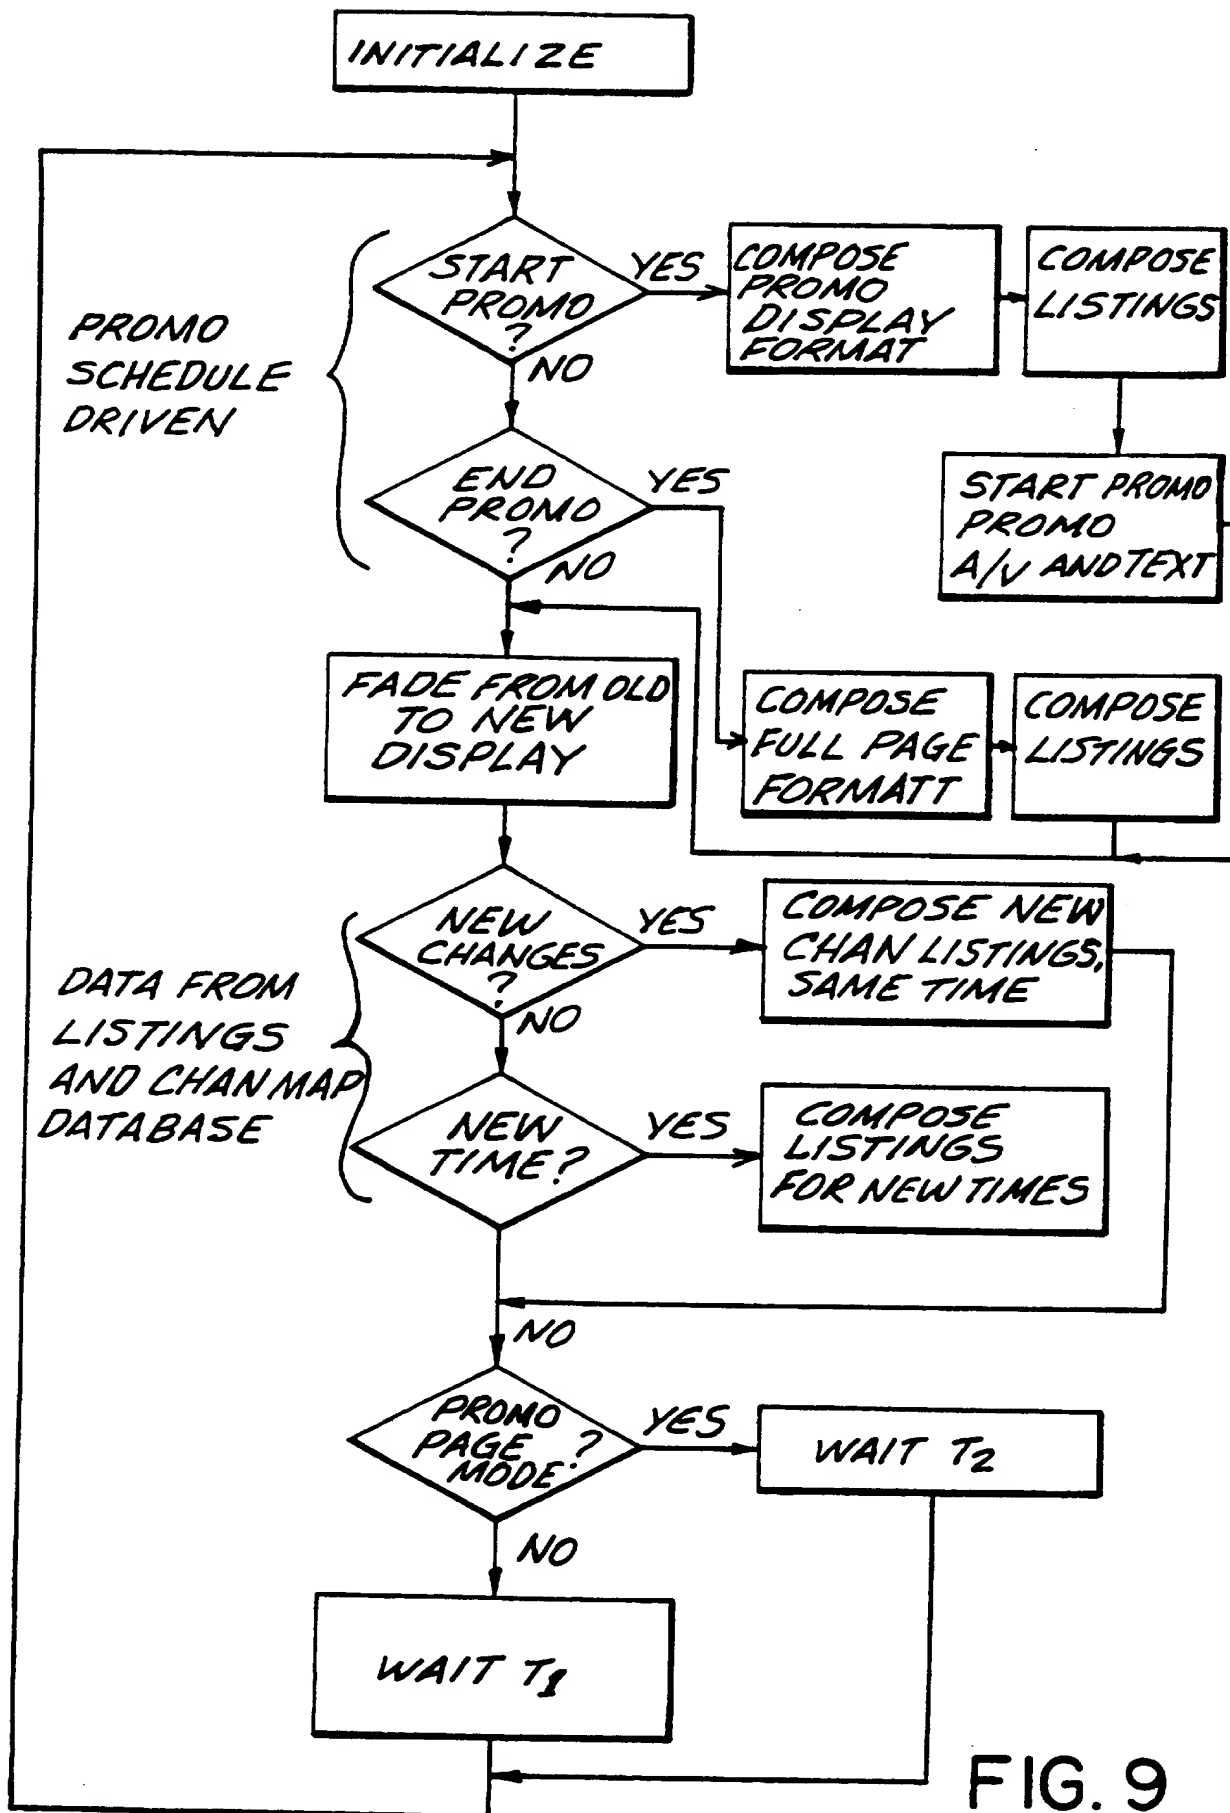 INITIALIZE
START
PROMO
?
YES
NO
COMPOSE
PROMO
DISPLAY
FORMAT
COMPOSE
LISTINGS
PROMO
SCHEDULE
DRIVEN
END
PROMO
?
YES
NO
START PROMO
PROMO
A/V AND TEXT
FADE FROM OLD
TO NEW
DISPLAY
COMPOSE
FULL PAGE
FORMATT
COMPOSE
LISTINGS
NEW
CHANGES
?
YES
NO
COMPOSE NEW
CHAN LISTINGS,
SAME TIME
DATA FROM
LISTINGS
AND CHAN MAP
DATABASE
NEW
TIME?
YES
COMPOSE
LISTINGS
FOR NEW TIMES
NO
PROMO
PAGE ?
MODE
YES
WAIT T2
NO
WAIT T1
FIG. 9